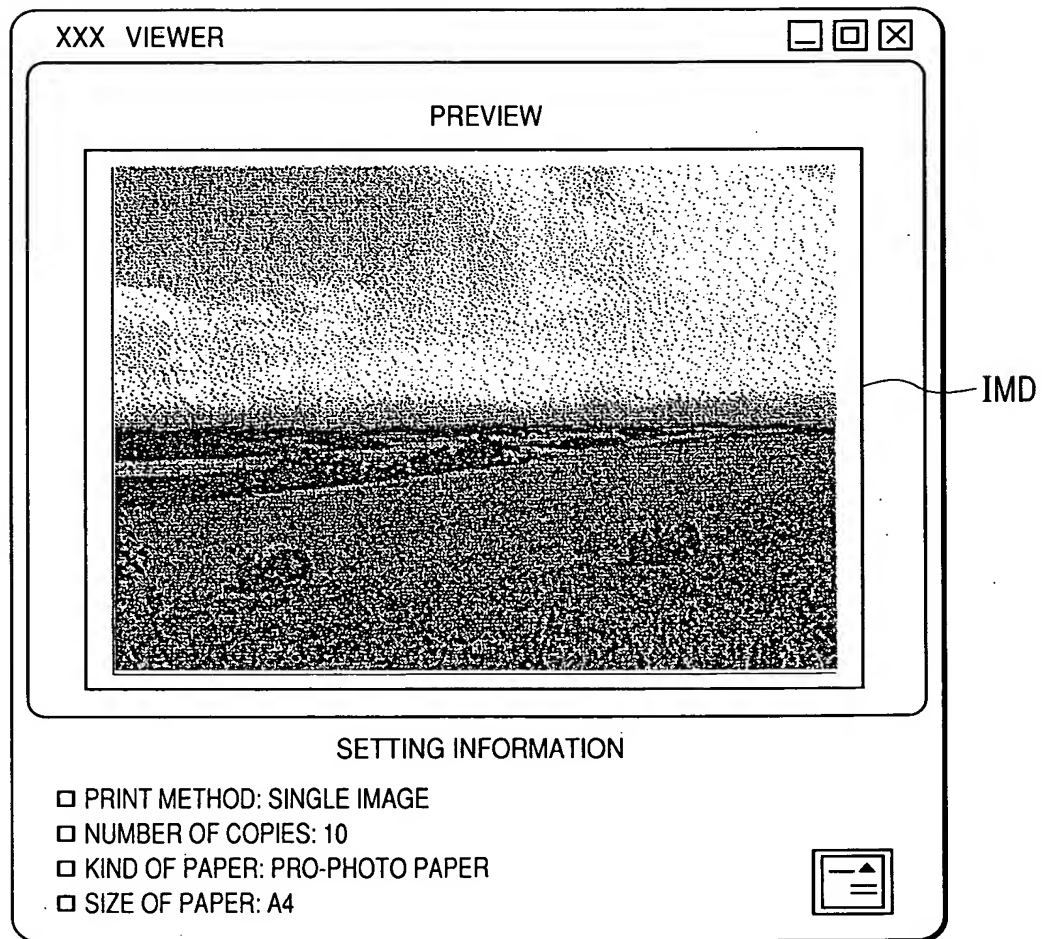 XXX VIEWER
PREVIEW
IMD
SETTING INFORMATION
□ PRINT METHOD: SINGLE IMAGE
□ NUMBER OF COPIES: 10
□ KIND OF PAPER: PRO-PHOTO PAPER
□ SIZE OF PAPER: A4